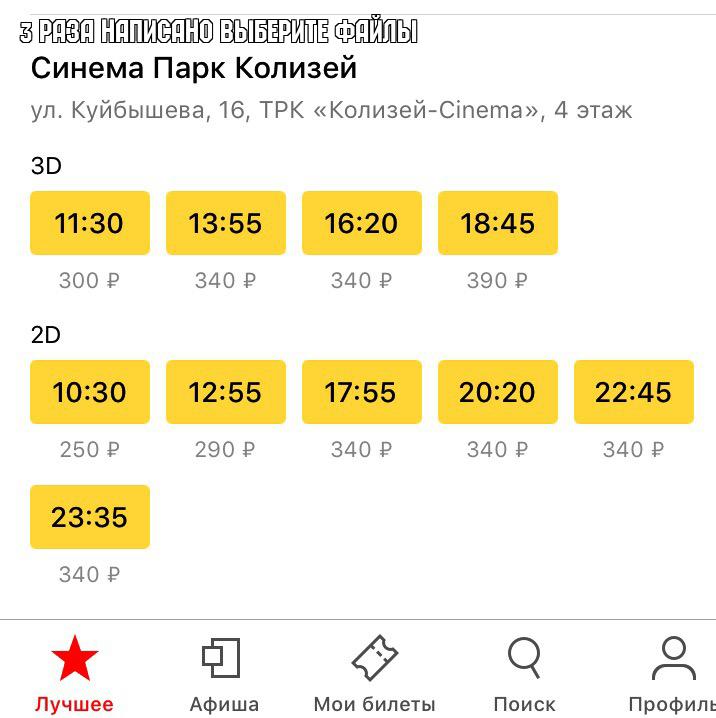 3 РАЗА НАПИСАНО ВЫБЕРИТЕ ФАЙЛЫ
Синема Парк Колизей
ул. Куйбышева, 16, ТРК «Колизей-Cinema», 4 этаж
3D
11:30 13:55 16:20 18:45
300 ₽ 340 ₽ 340 ₽ 390 ₽
2D
10:30 12:55 17:55 20:20 22:45
250 ₽ 290 ₽ 340 ₽ 340 ₽ 340 ₽
23:35
340 ₽
Лучшее Афиша Мои билеты Поиск Профиль